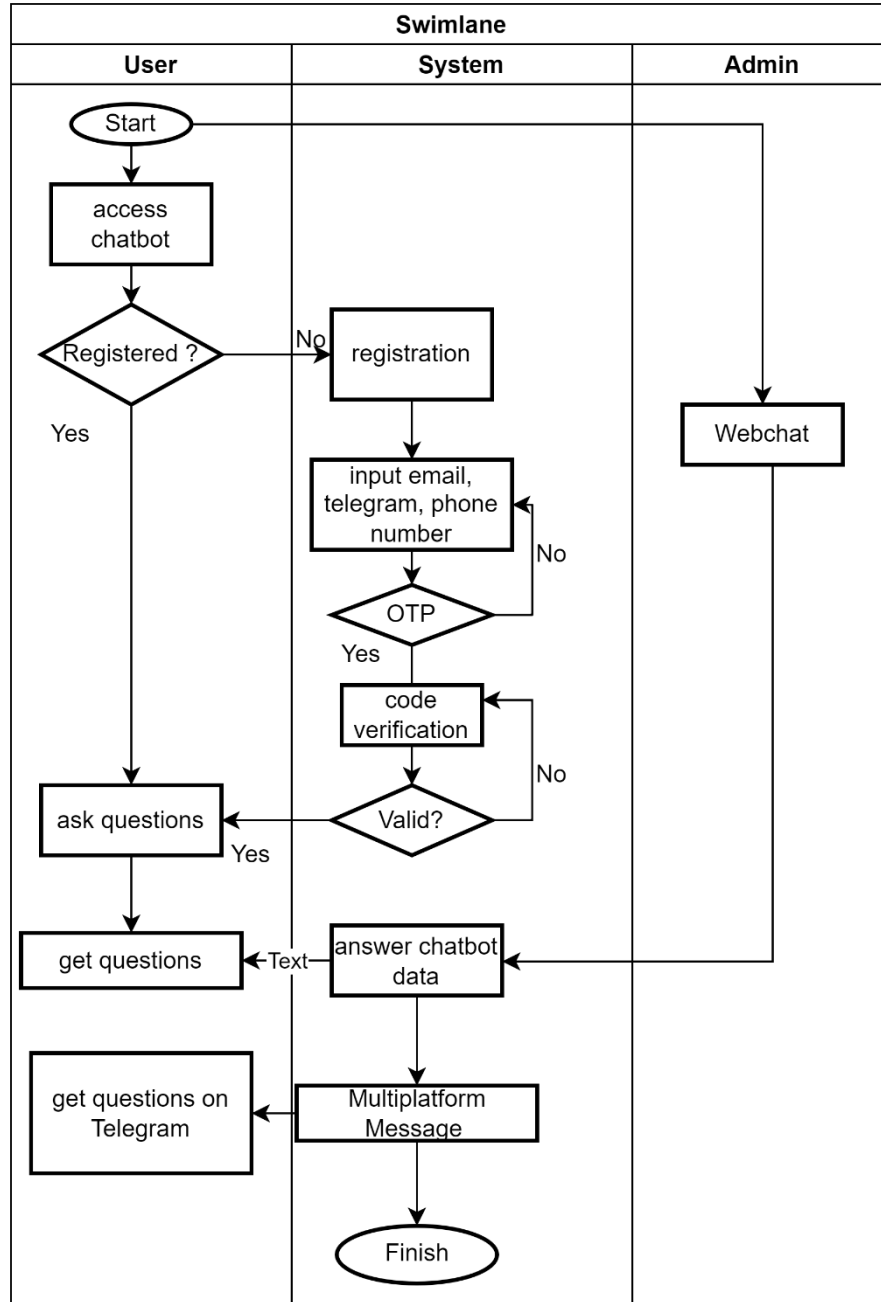 Swimlane
User
System
Admin
Start
access
chatbot
Registered ?
No
registration
Yes
Webchat
input email,
telegram, phone
number
No
OTP
Yes
code
verification
No
ask questions
Valid?
Yes
get questions
Text
answer chatbot
data
get questions on
Telegram
Multiplatform
Message
Finish